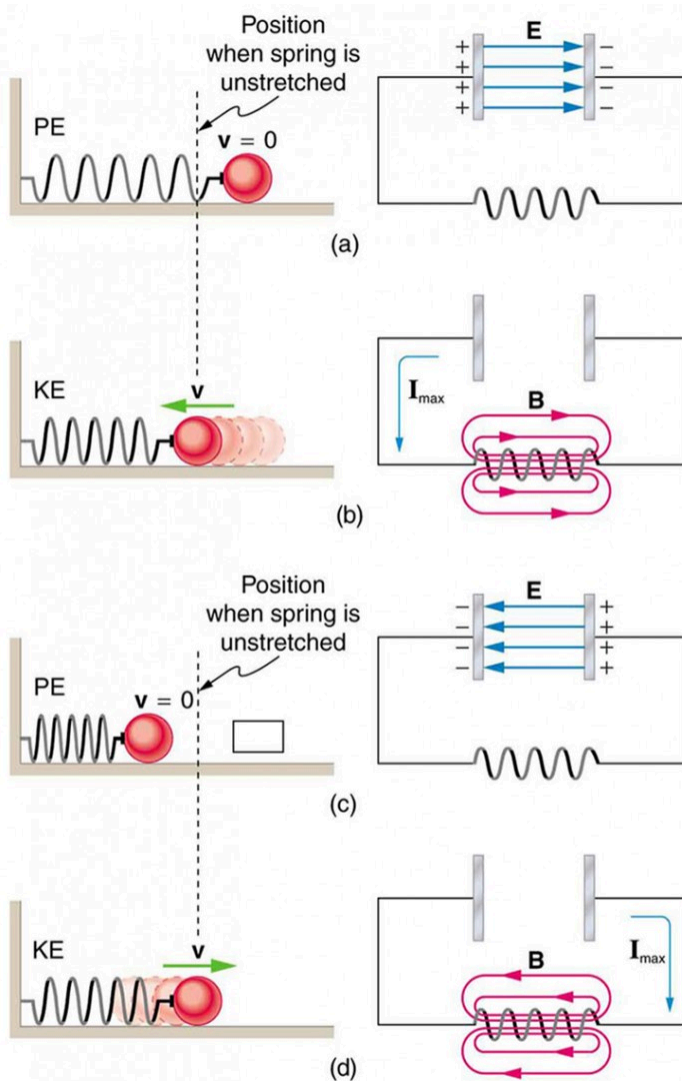 Position
when spring is
unstretched
PE
v = 0
E
+ −
+ −
+ −
+ −
(a)
KE
v
I max
B
(b)
Position
when spring is
unstretched
PE
v = 0
E
− +
− +
− +
− +
(c)
KE
v
I max
B
(d)